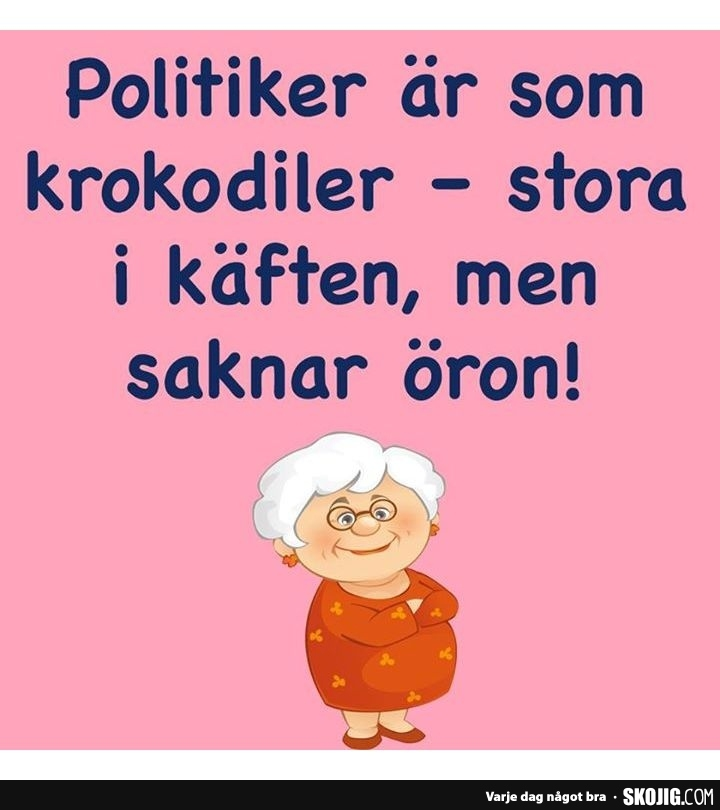 Politiker är som
krokodiler – stora
i käften, men
saknar öron!
Varje dag något bra · SKOJIG.COM